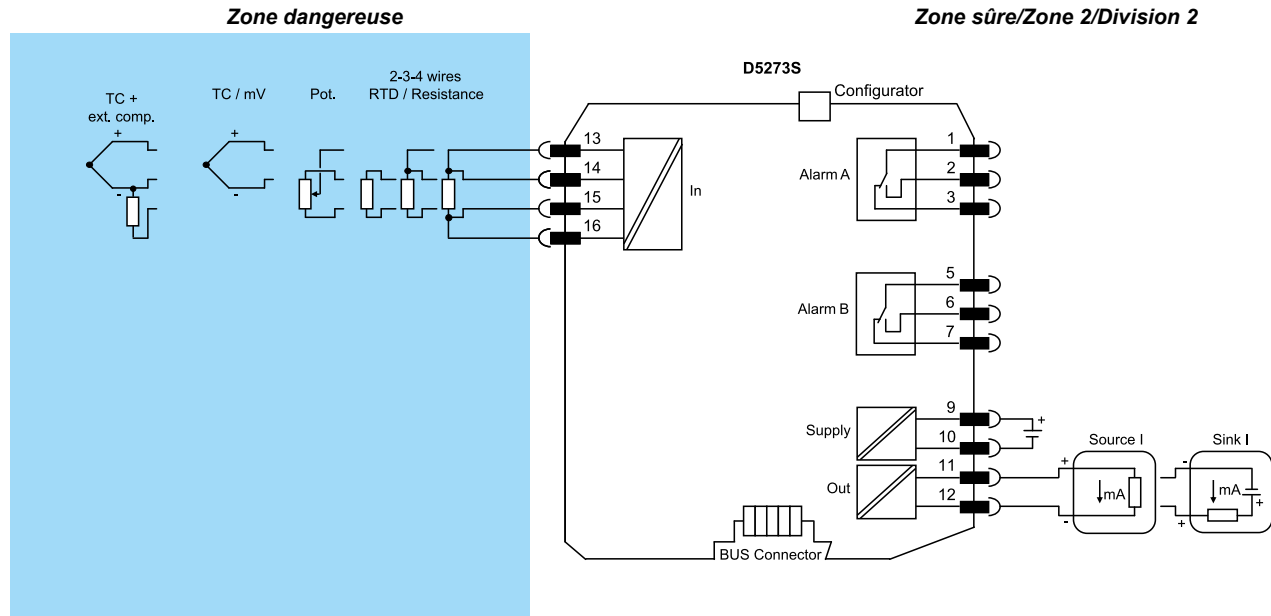 Zone dangereuse
Zone sûre/Zone 2/Division 2
D5273S
Configurator
TC +
ext. comp.
+
-
TC / mV
+
-
Pot.
2-3-4 wires
RTD / Resistance
13
14
15
16
In
Alarm A
1
2
3
Alarm B
5
6
7
Supply
9
10
+
Out
11
12
Source I
+
mA
-
Sink I
-
mA
+
+
BUS Connector